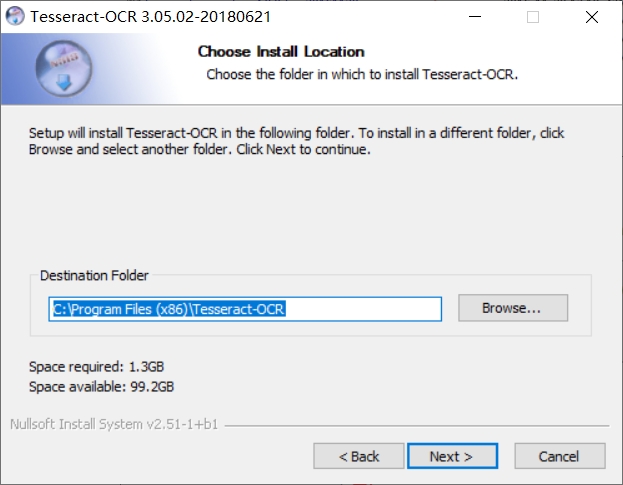 Tesseract-OCR 3.05.02-20180621
Choose Install Location
Choose the folder in which to install Tesseract-OCR.
Setup will install Tesseract-OCR in the following folder. To install in a different folder, click
Browse and select another folder. Click Next to continue.
Destination Folder
C:\Program Files (x86)\Tesseract-OCR
Browse...
Space required: 1.3GB
Space available: 99.2GB
Nullsoft Install System v2.51-1+b1
< Back
Next >
Cancel